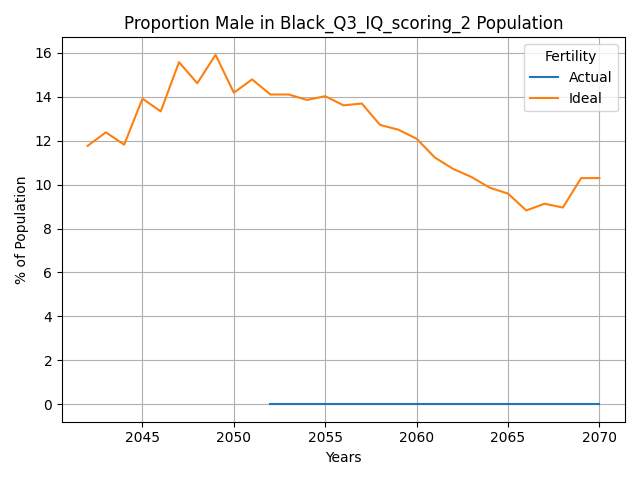 Proportion Male in Black_Q3_IQ_scoring_2 Population
Fertility
Actual
Ideal
% of Population
16
14
12
10
8
6
4
2
0
2045 2050 2055 2060 2065 2070
Years